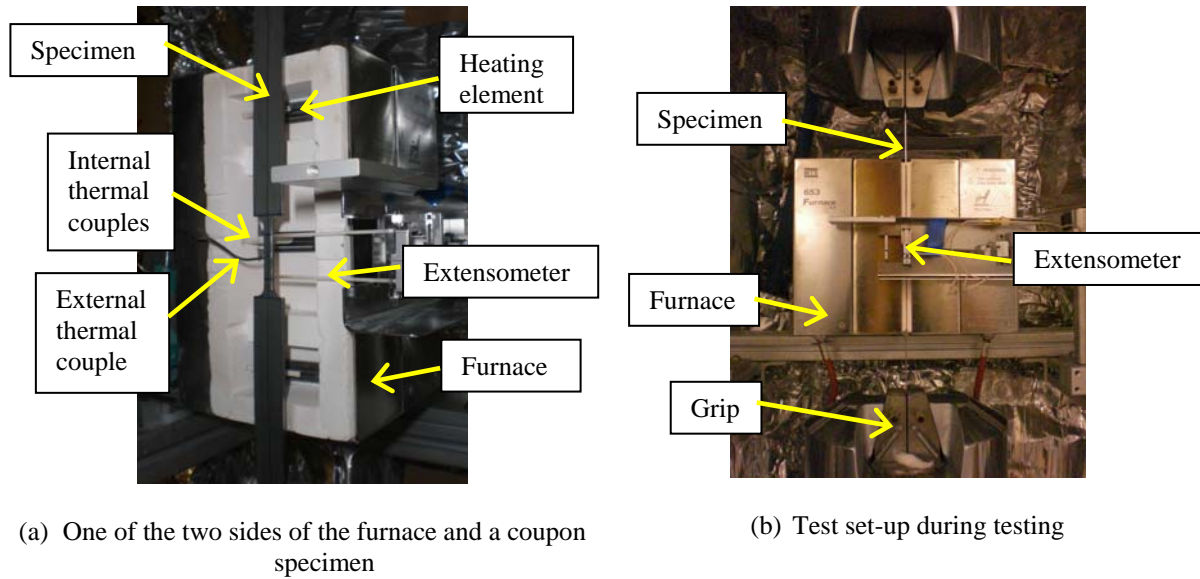 Specimen
Heating
element
Internal
thermal
couples
External
thermal
couple
Extensometer
Furnace
(a) One of the two sides of the furnace and a coupon
specimen
Specimen
653
Furnace
Extensometer
Furnace
Grip
(b) Test set-up during testing